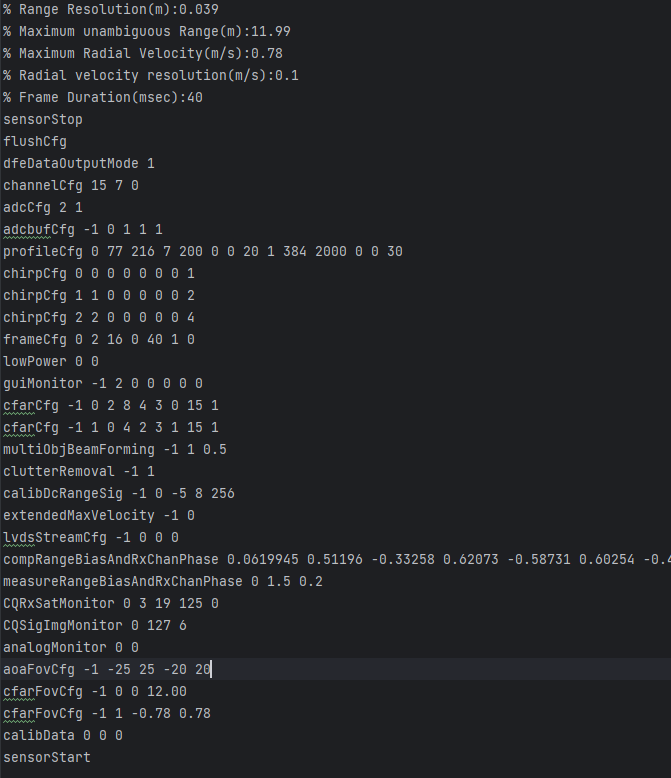 % Range Resolution(m):0.039
% Maximum unambiguous Range(m):11.99
% Maximum Radial Velocity(m/s):0.78
% Radial velocity resolution(m/s):0.1
% Frame Duration(msec):40
sensorStop
flushCfg
dfeDataOutputMode 1
channelCfg 15 7 0
adcCfg 2 1
adcbufCfg -1 0 1 1 1
profileCfg 0 77 216 7 200 0 0 20 1 384 2000 0 0 30
chirpCfg 0 0 0 0 0 0 0 1
chirpCfg 1 1 0 0 0 0 0 2
chirpCfg 2 2 0 0 0 0 0 4
frameCfg 0 2 16 0 40 1 0
lowPower 0 0
guiMonitor -1 2 0 0 0 0 0
cfarCfg -1 0 2 8 4 3 0 15 1
cfarCfg -1 1 0 4 2 3 1 15 1
multiObjBeamForming -1 1 0.5
clutterRemoval -1 1
calibDcRangeSig -1 0 -5 8 256
extendedMaxVelocity -1 0
lvdsStreamCfg -1 0 0 0
compRangeBiasAndRxChanPhase 0.0619945 0.51196 -0.33258 0.62073 -0.58731 0.60254 -0.4
measureRangeBiasAndRxChanPhase 0 1.5 0.2
CQRxSatMonitor 0 3 19 125 0
CQSigImgMonitor 0 127 6
analogMonitor 0 0
aoaFovCfg -1 -25 25 -20 20
cfarFovCfg -1 0 0 12.00
cfarFovCfg -1 1 -0.78 0.78
calibData 0 0 0
sensorStart